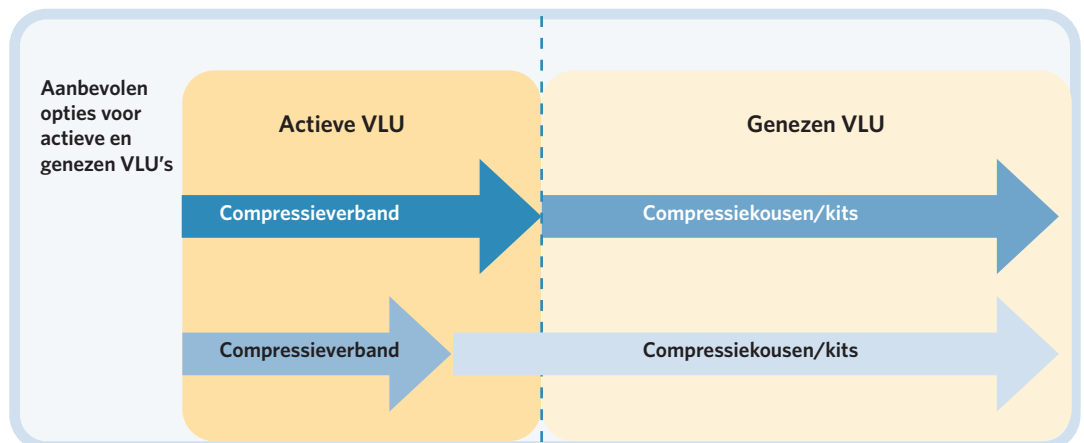 Aanbevolen
opties voor
actieve en
genezen VLU's
Actieve VLU
Genezen VLU
Compressieverband
Compressiekousen/kits
Compressieverband
Compressiekousen/kits